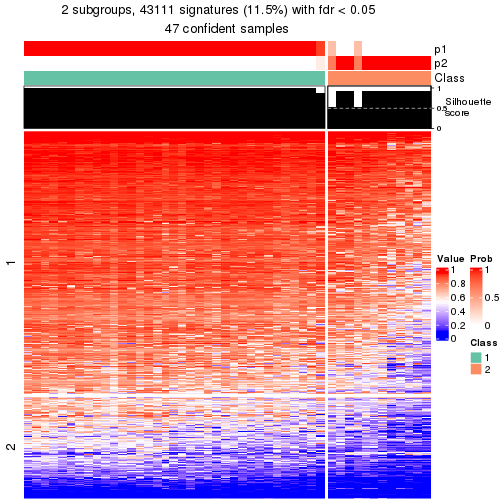 2 subgroups, 43111 signatures (11.5%) with fdr < 0.05
47 confident samples
p1
p2
Class
1
0.5
0
Silhouette
score
1
2
Value
1
0.8
0.6
0.4
0.2
0
Prob
1
0.5
0
Class
1
2